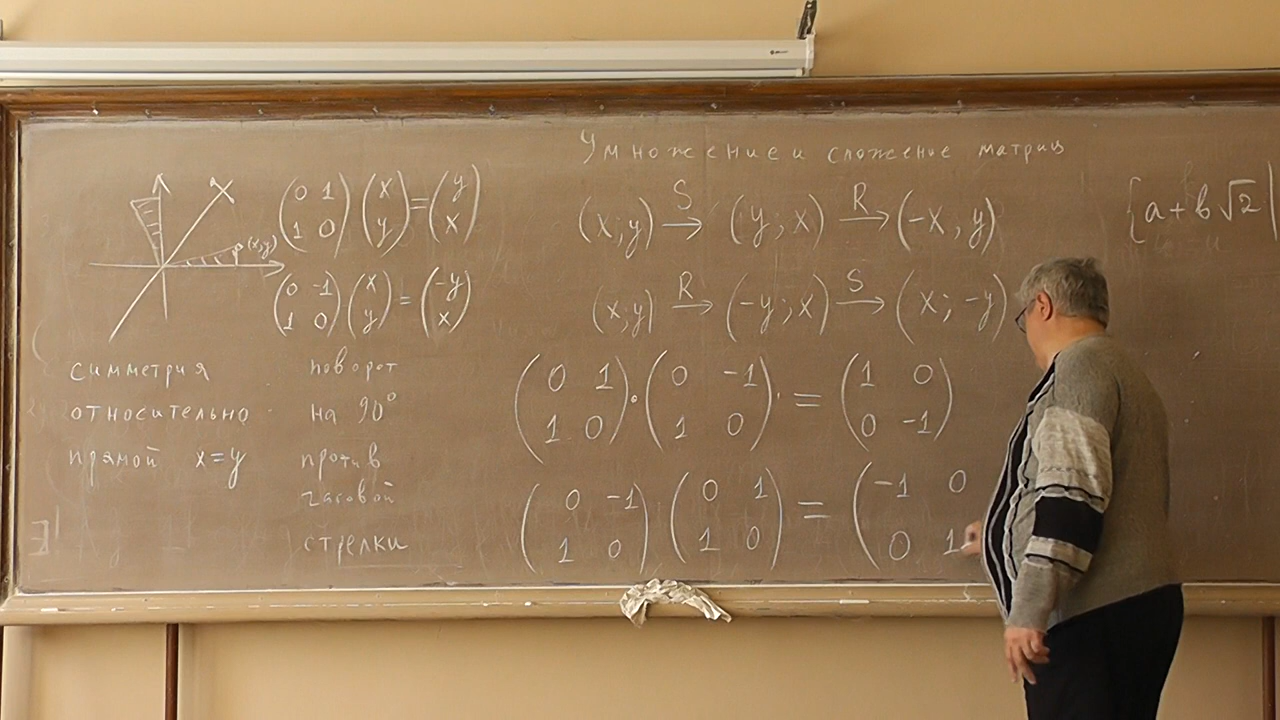 Умножение и сложение матриц
(0 1; 1 0)(x; y)=(y; x)
(x;y) S→ (y;x) R→ (-x,y)
{a+b√2|
(x;y)
(0 -1; 1 0)(x; y)=(-y; x)
(x;y) R→ (-y;x) S→ (x;-y)
симметрия
относительно
прямой x=y
поворот
на 90°
против
часовой
стрелки
(0 1; 1 0)·(0 -1; 1 0)=(1 0; 0 -1)
(0 -1; 1 0)·(0 1; 1 0)=(-1 0; 0 1